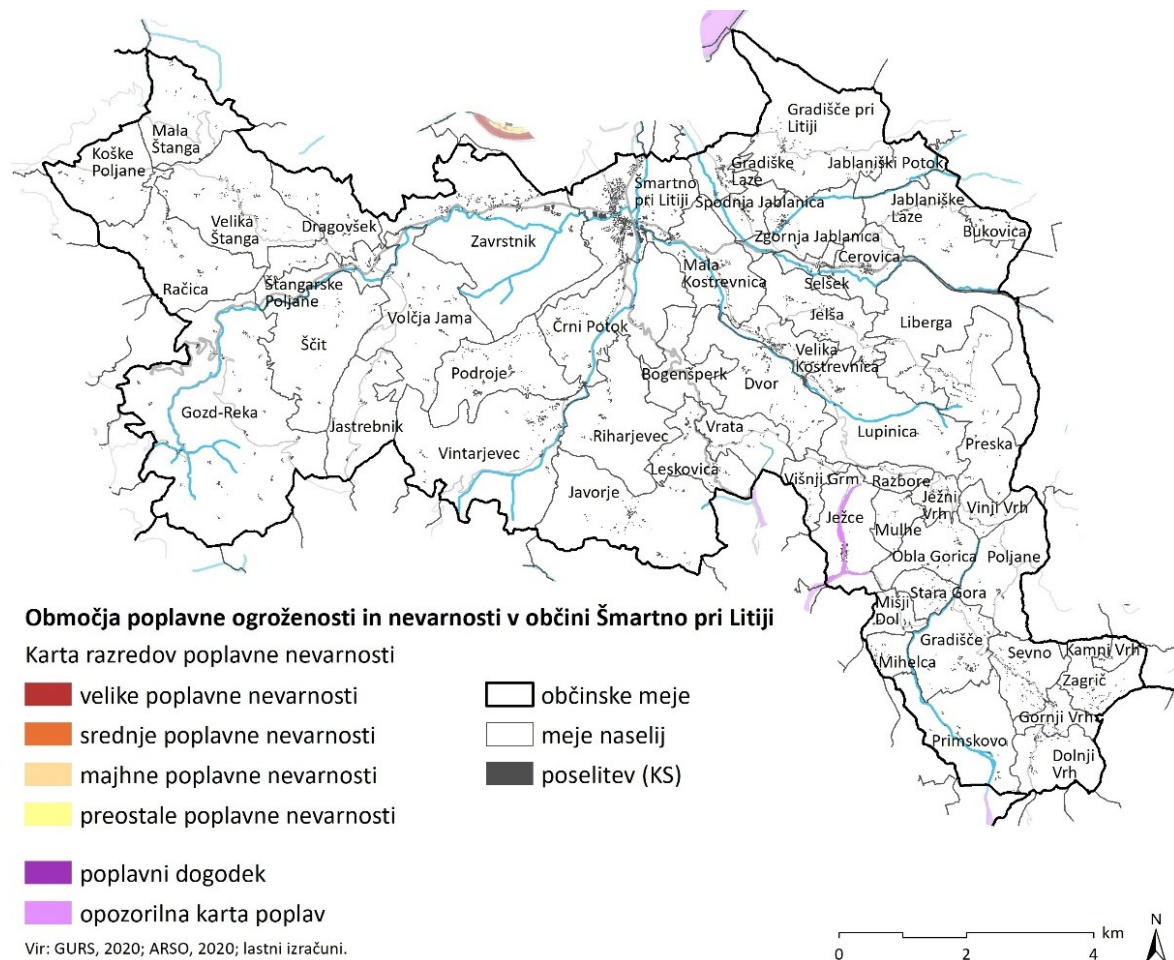 Gradišče pri
Litiji
Mala
Štanga
Koške
Poljane
Gradiške
Laze
Jablaniški Potok
Šmartno
pri Litiji
Spodnja Jablanica
Jablaniške
Laze
Velika
Štanga
Dragovšek
Zavrstnik
Zgornja Jablanica
Bukovica
Cerovica
Mala
Kostrevnica
Selšek
Račica
Štangarske
Poljane
Volčja Jama
Jelša
Liberga
Ščit
Črni Potok
Velika
Kostrevnica
Podroje
Bogenšperk
Dvor
Gozd-Reka
Jastrebnik
Riharjevec
Vrata
Lupinica
Preska
Vintarjevec
Leskovica
Višnji Grm
Razbore
Javorje
Ježce
Ježni
Vrh
Vinji Vrh
Mulhe
Obla Gorica
Poljane
Stara Gora
Mišji
Dol
Gradišče
Mihelca
Sevno
Kamni Vrh
Zagrič
Gornji Vrh
Primskovo
Dolnji
Vrh
Območja poplavne ogroženosti in nevarnosti v občini Šmartno pri Litiji
Karta razredov poplavne nevarnosti
velike poplavne nevarnosti
srednje poplavne nevarnosti
majhne poplavne nevarnosti
preostale poplavne nevarnosti
poplavni dogodek
opozorilna karta poplav
občinske meje
meje naselij
poselitev (KS)
Vir: GURS, 2020; ARSO, 2020; lastni izračuni.
km
0 2 4
N